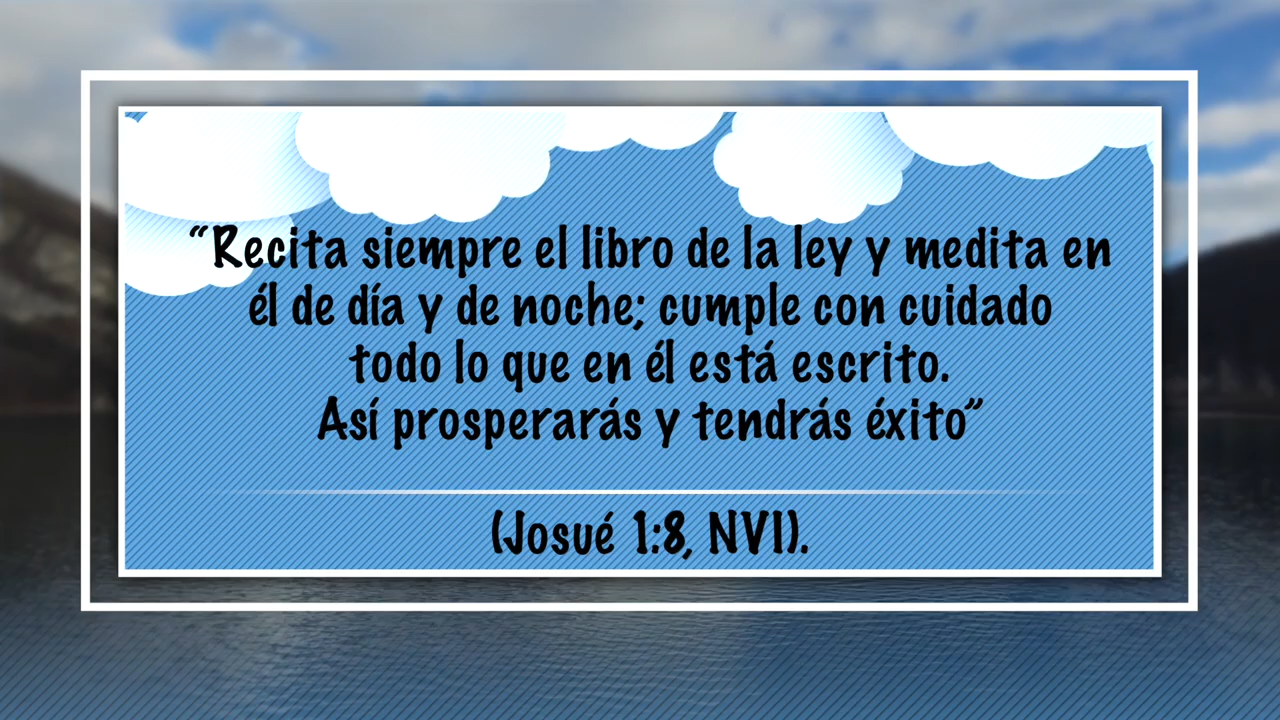 “Recita siempre el libro de la ley y medita en
él de día y de noche; cumple con cuidado
todo lo que en él está escrito.
Así prosperarás y tendrás éxito”
(Josué 1:8, NVI).